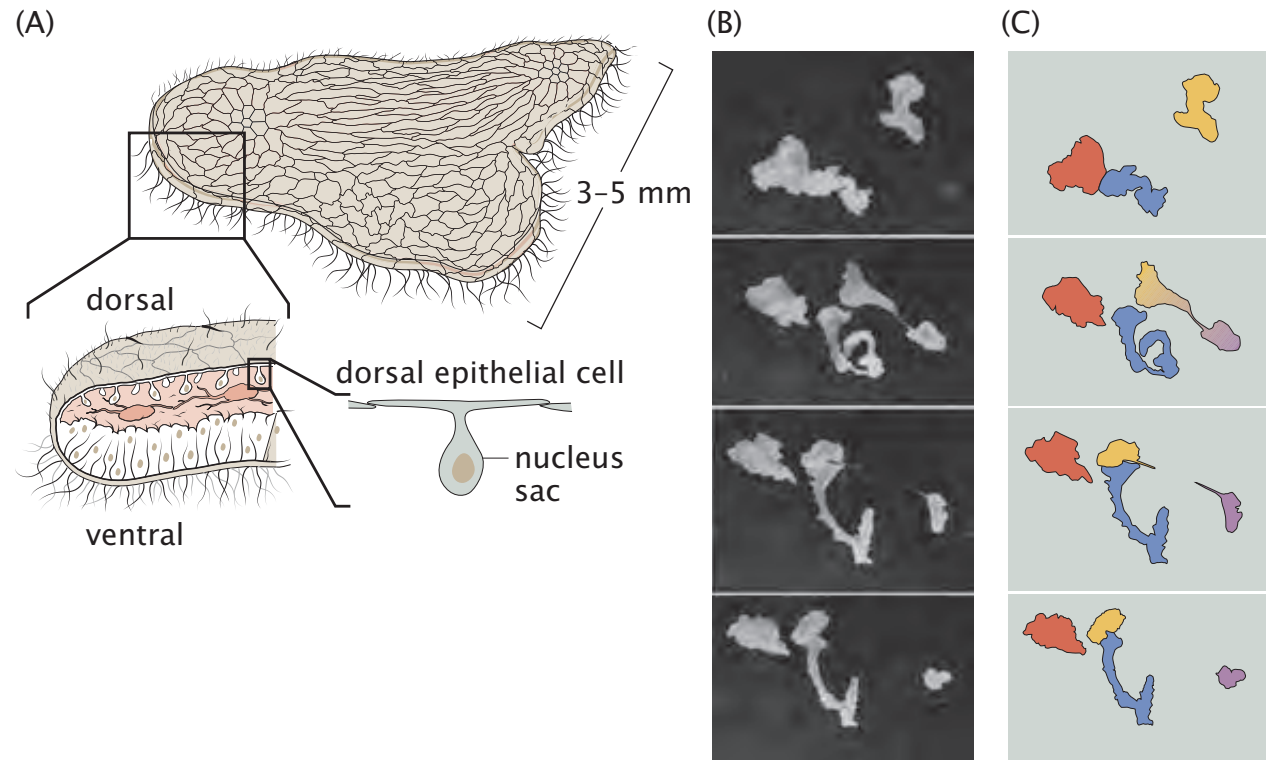 (A)
(B)
(C)
3–5 mm
dorsal
dorsal epithelial cell
nucleus
sac
ventral